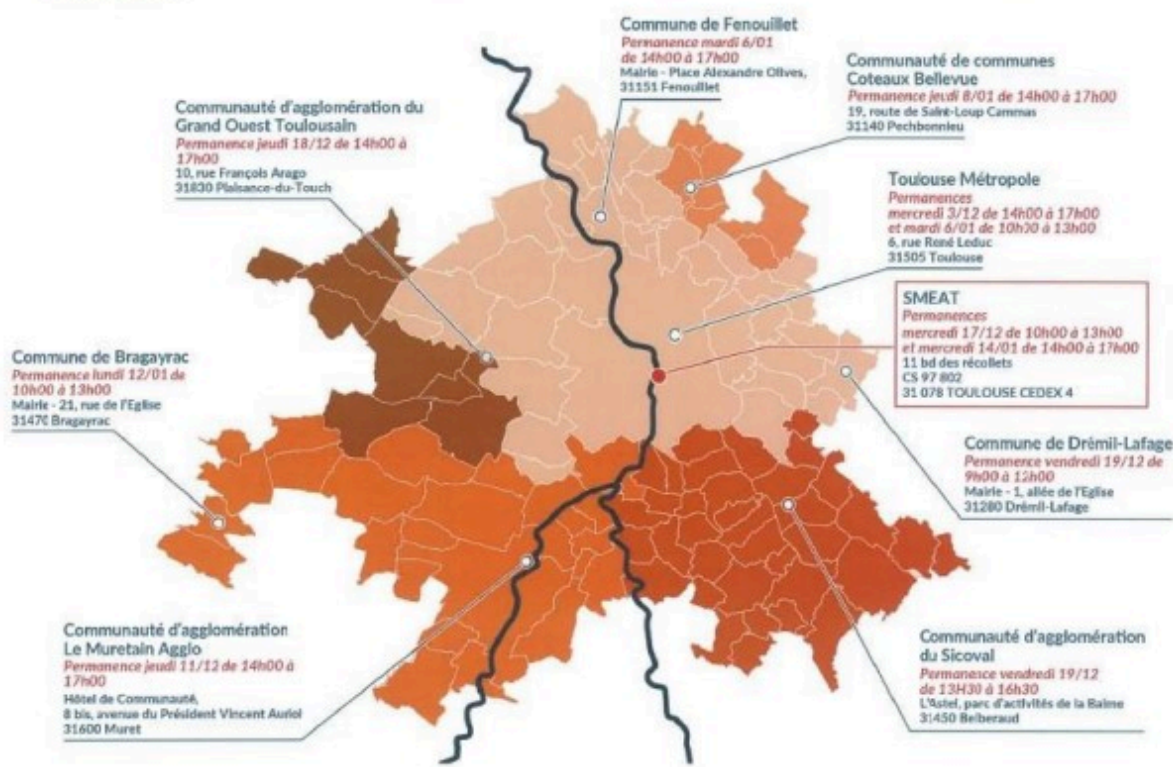 Commune de Fenouillet
Permanence mardi 6/01
de 14h00 à 17h00
Mairie - Place Alexandre Olives,
31151 Fenouillet
Communauté de communes
Coteaux Bellevue
Permanence jeudi 8/01 de 14h00 à 17h00
19, route de Saint-Loup Cammas
31140 Pechbonnieu
Communauté d'agglomération du
Grand Ouest Toulousain
Permanence jeudi 18/12 de 14h00 à
17h00
10, rue François Arago
31830 Plaisance-du-Touch
Toulouse Métropole
Permanences
mercredi 3/12 de 14h00 à 17h00
et mardi 6/01 de 10h00 à 13h00
6, rue René Leduc
31505 Toulouse
SMEAT
Permanences
mercredi 17/12 de 10h00 à 13h00
et mercredi 14/01 de 14h00 à 17h00
11 bd des récollets
CS 97 802
31 078 TOULOUSE CEDEX 4
Commune de Bragayrac
Permanence lundi 12/01 de
10h00 à 13h00
Mairie - 21, rue de l'Eglise
31470 Bragayrac
Commune de Drémil-Lafage
Permanence vendredi 19/12 de
9h00 à 12h00
Mairie - 1, allée de l'Eglise
31280 Drémil-Lafage
Communauté d'agglomération
Le Muretain Agglo
Permanence jeudi 11/12 de 14h00 à
17h00
Hôtel de Communauté,
8 bis, avenue du Président Vincent Auriol
31600 Muret
Communauté d'agglomération
du Sicoval
Permanence vendredi 19/12
de 13H30 à 16h30
L'Astel, parc d'activités de la Balme
31450 Belberaud